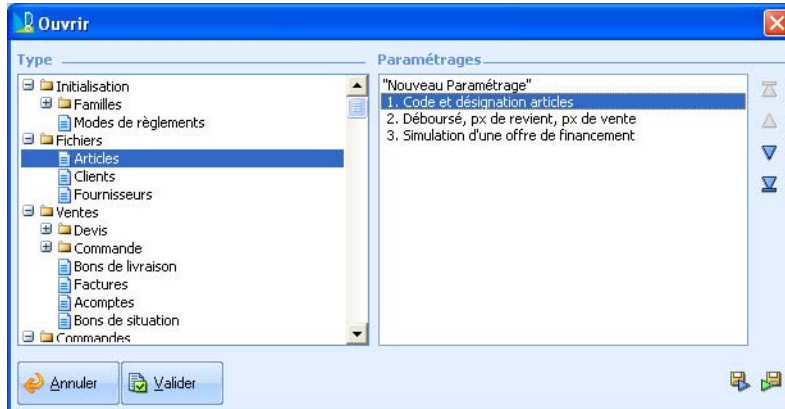 Ouvrir
Type
Initialisation
Familles
Modes de règlements
Fichiers
Articles
Clients
Fournisseurs
Ventes
Devis
Commande
Bons de livraison
Factures
Acomptes
Bons de situation
Commandes
Paramétrages
"Nouveau Paramétrage"
1. Code et désignation articles
2. Déboursé, px de revient, px de vente
3. Simulation d'une offre de financement
Annuler
Valider